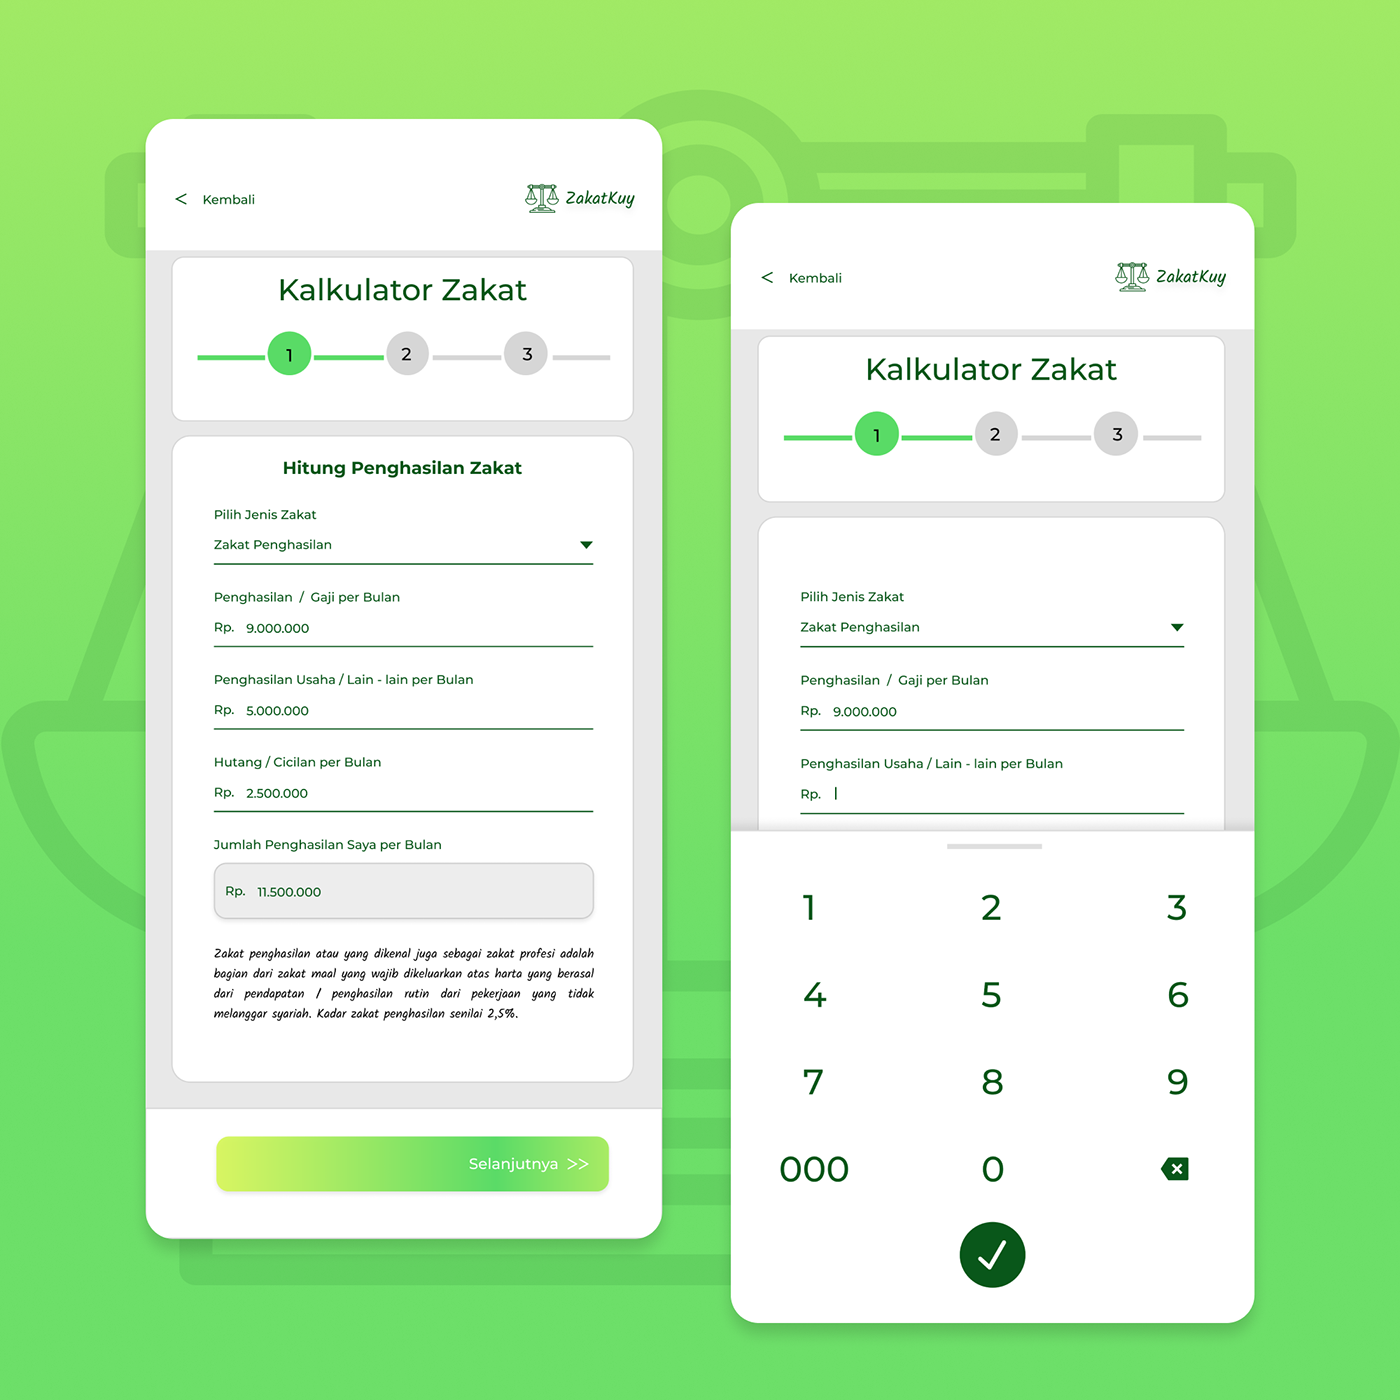 < Kembali
ZakatKuy
Kalkulator Zakat
1 2 3
Hitung Penghasilan Zakat
Pilih Jenis Zakat
Zakat Penghasilan
Penghasilan / Gaji per Bulan
Rp. 9.000.000
Penghasilan Usaha / Lain - lain per Bulan
Rp. 5.000.000
Hutang / Cicilan per Bulan
Rp. 2.500.000
Jumlah Penghasilan Saya per Bulan
Rp. 11.500.000
Zakat penghasilan atau yang dikenal juga sebagai zakat profesi adalah
bagian dari zakat maal yang wajib dikeluarkan atas harta yang berasal
dari pendapatan / penghasilan rutin dari pekerjaan yang tidak
melanggar syariah. Kadar zakat penghasilan senilai 2,5%.
Selanjutnya >>
< Kembali
ZakatKuy
Kalkulator Zakat
1 2 3
Pilih Jenis Zakat
Zakat Penghasilan
Penghasilan / Gaji per Bulan
Rp. 9.000.000
Penghasilan Usaha / Lain - lain per Bulan
Rp.
1 2 3
4 5 6
7 8 9
000 0